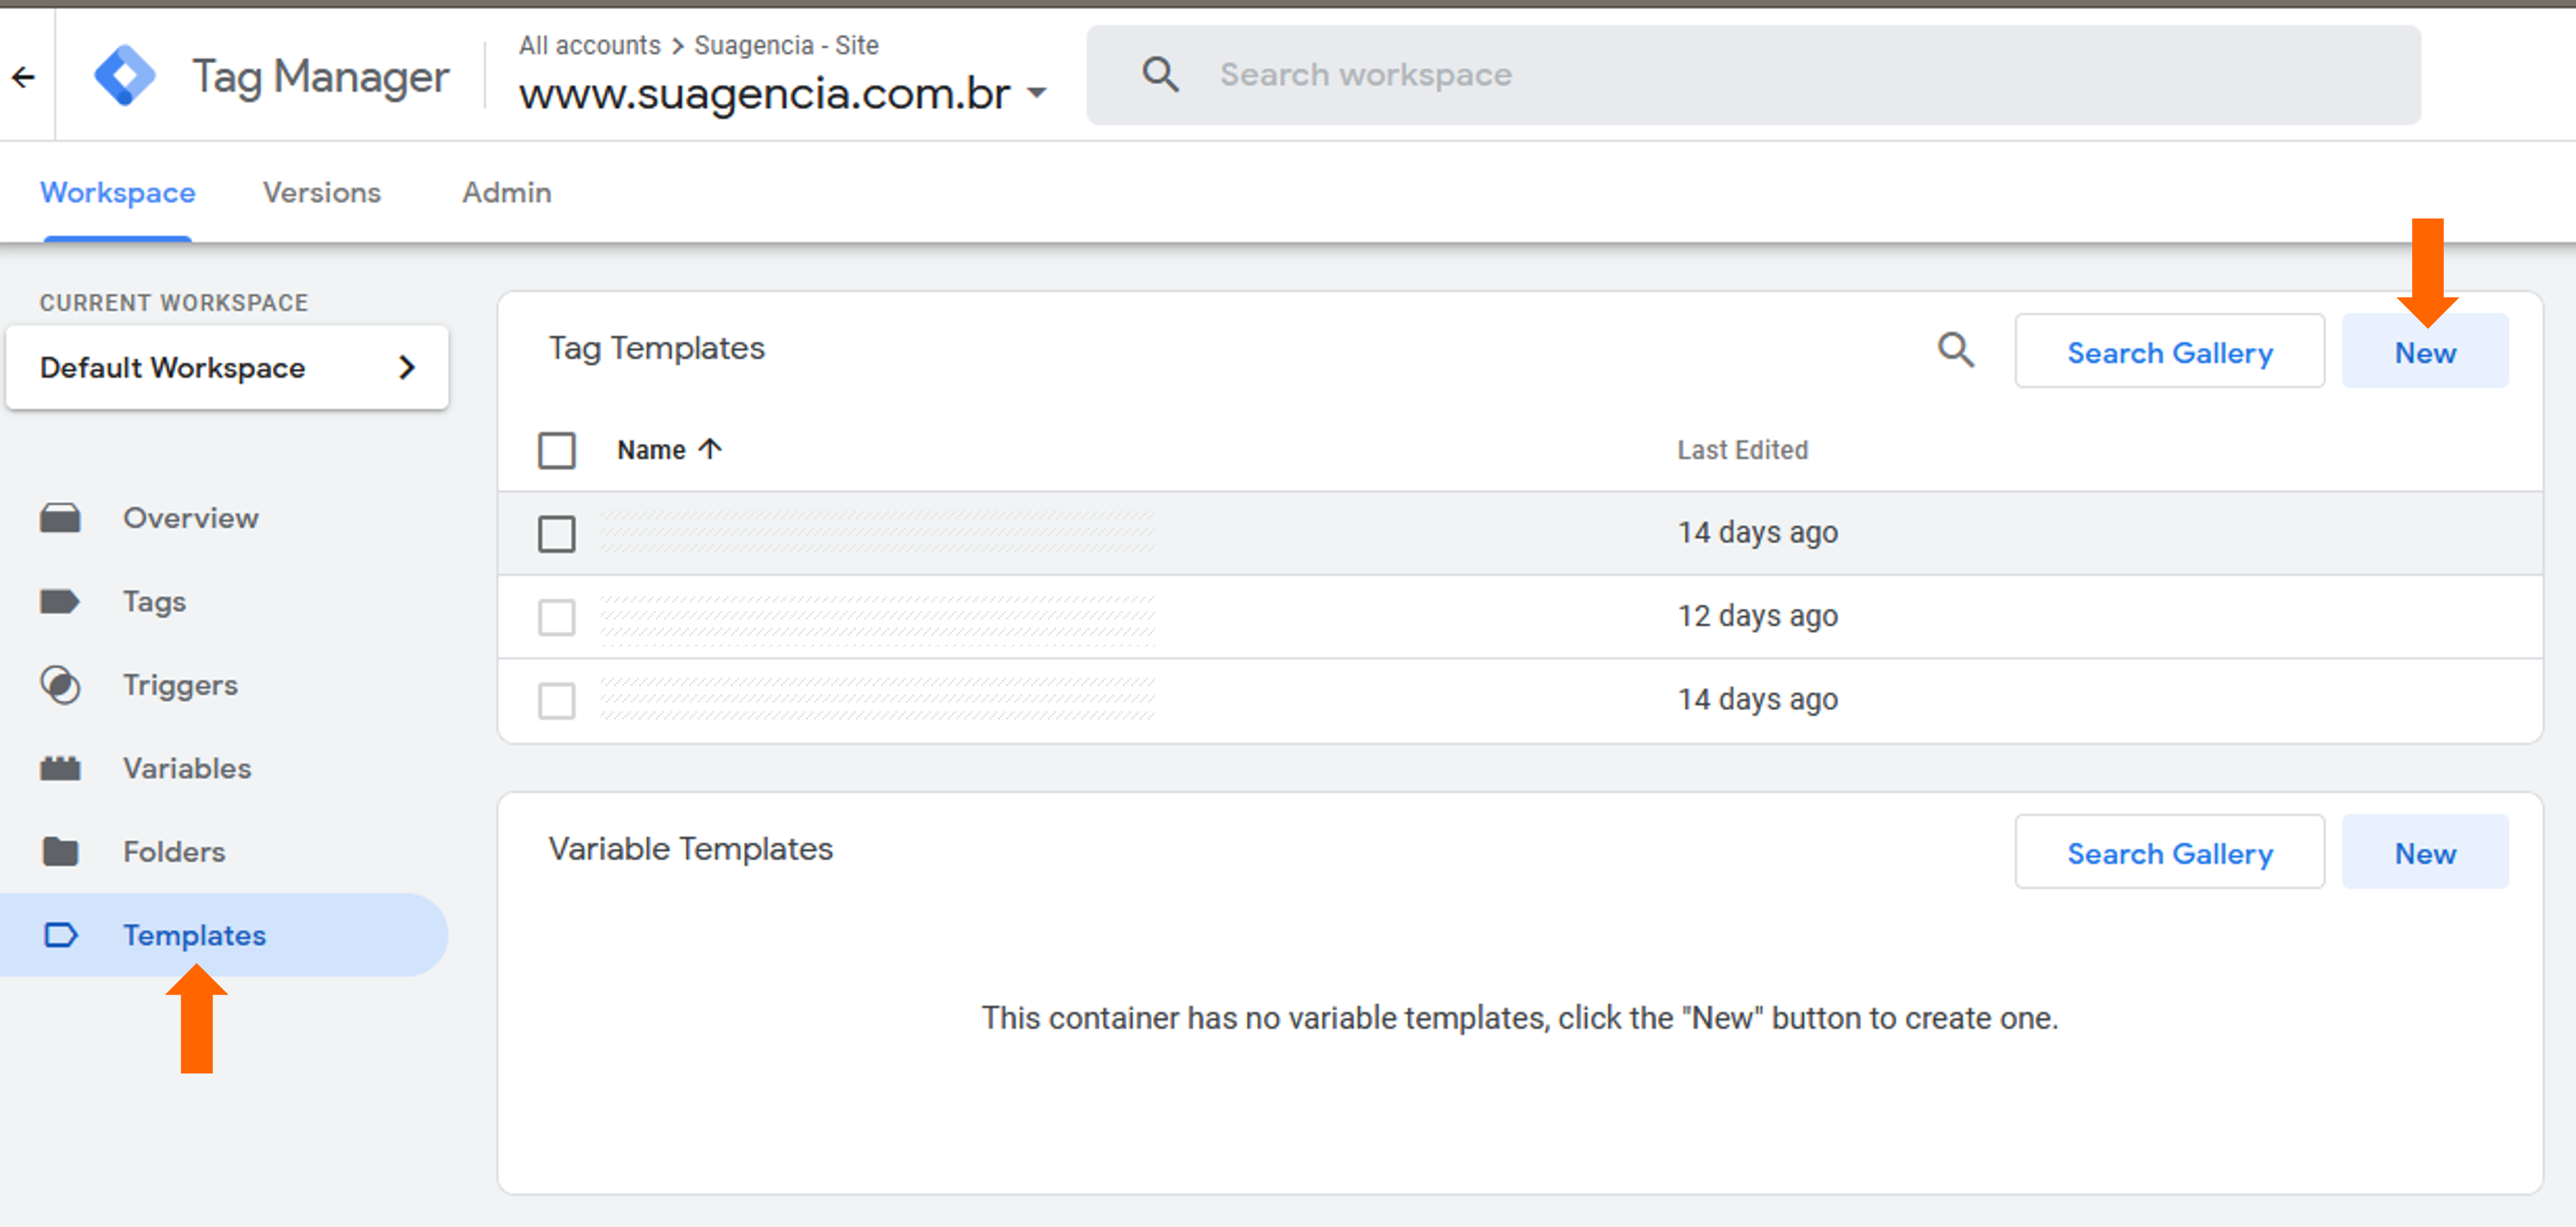 Tag Manager
All accounts > Suagencia - Site
www.suagencia.com.br
Search workspace
Workspace
Versions
Admin
CURRENT WORKSPACE
Default Workspace
Overview
Tags
Triggers
Variables
Folders
Templates
Tag Templates
Search Gallery
New
Name
Last Edited
14 days ago
12 days ago
14 days ago
Variable Templates
Search Gallery
New
This container has no variable templates, click the "New" button to create one.